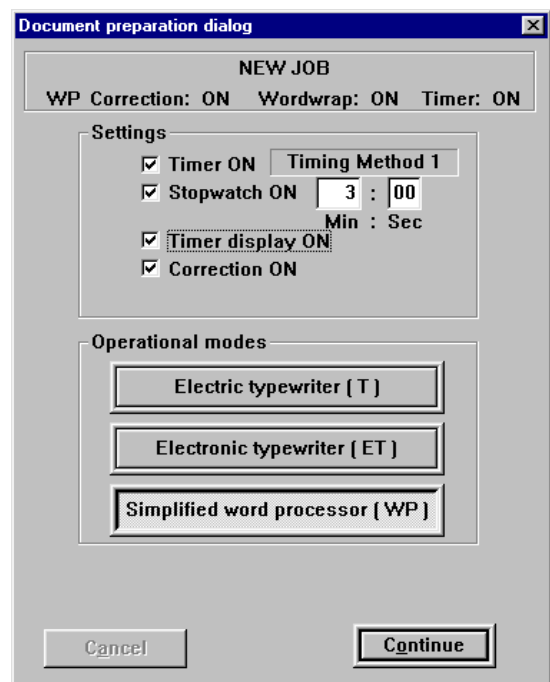 Document preparation dialog
NEW JOB
WP Correction: ON Wordwrap: ON Timer: ON
Settings
Timer ON Timing Method 1
Stopwatch ON 3 : 00
Min : Sec
Timer display ON
Correction ON
Operational modes
Electric typewriter ( T )
Electronic typewriter ( ET )
Simplified word processor ( WP )
Cancel Continue